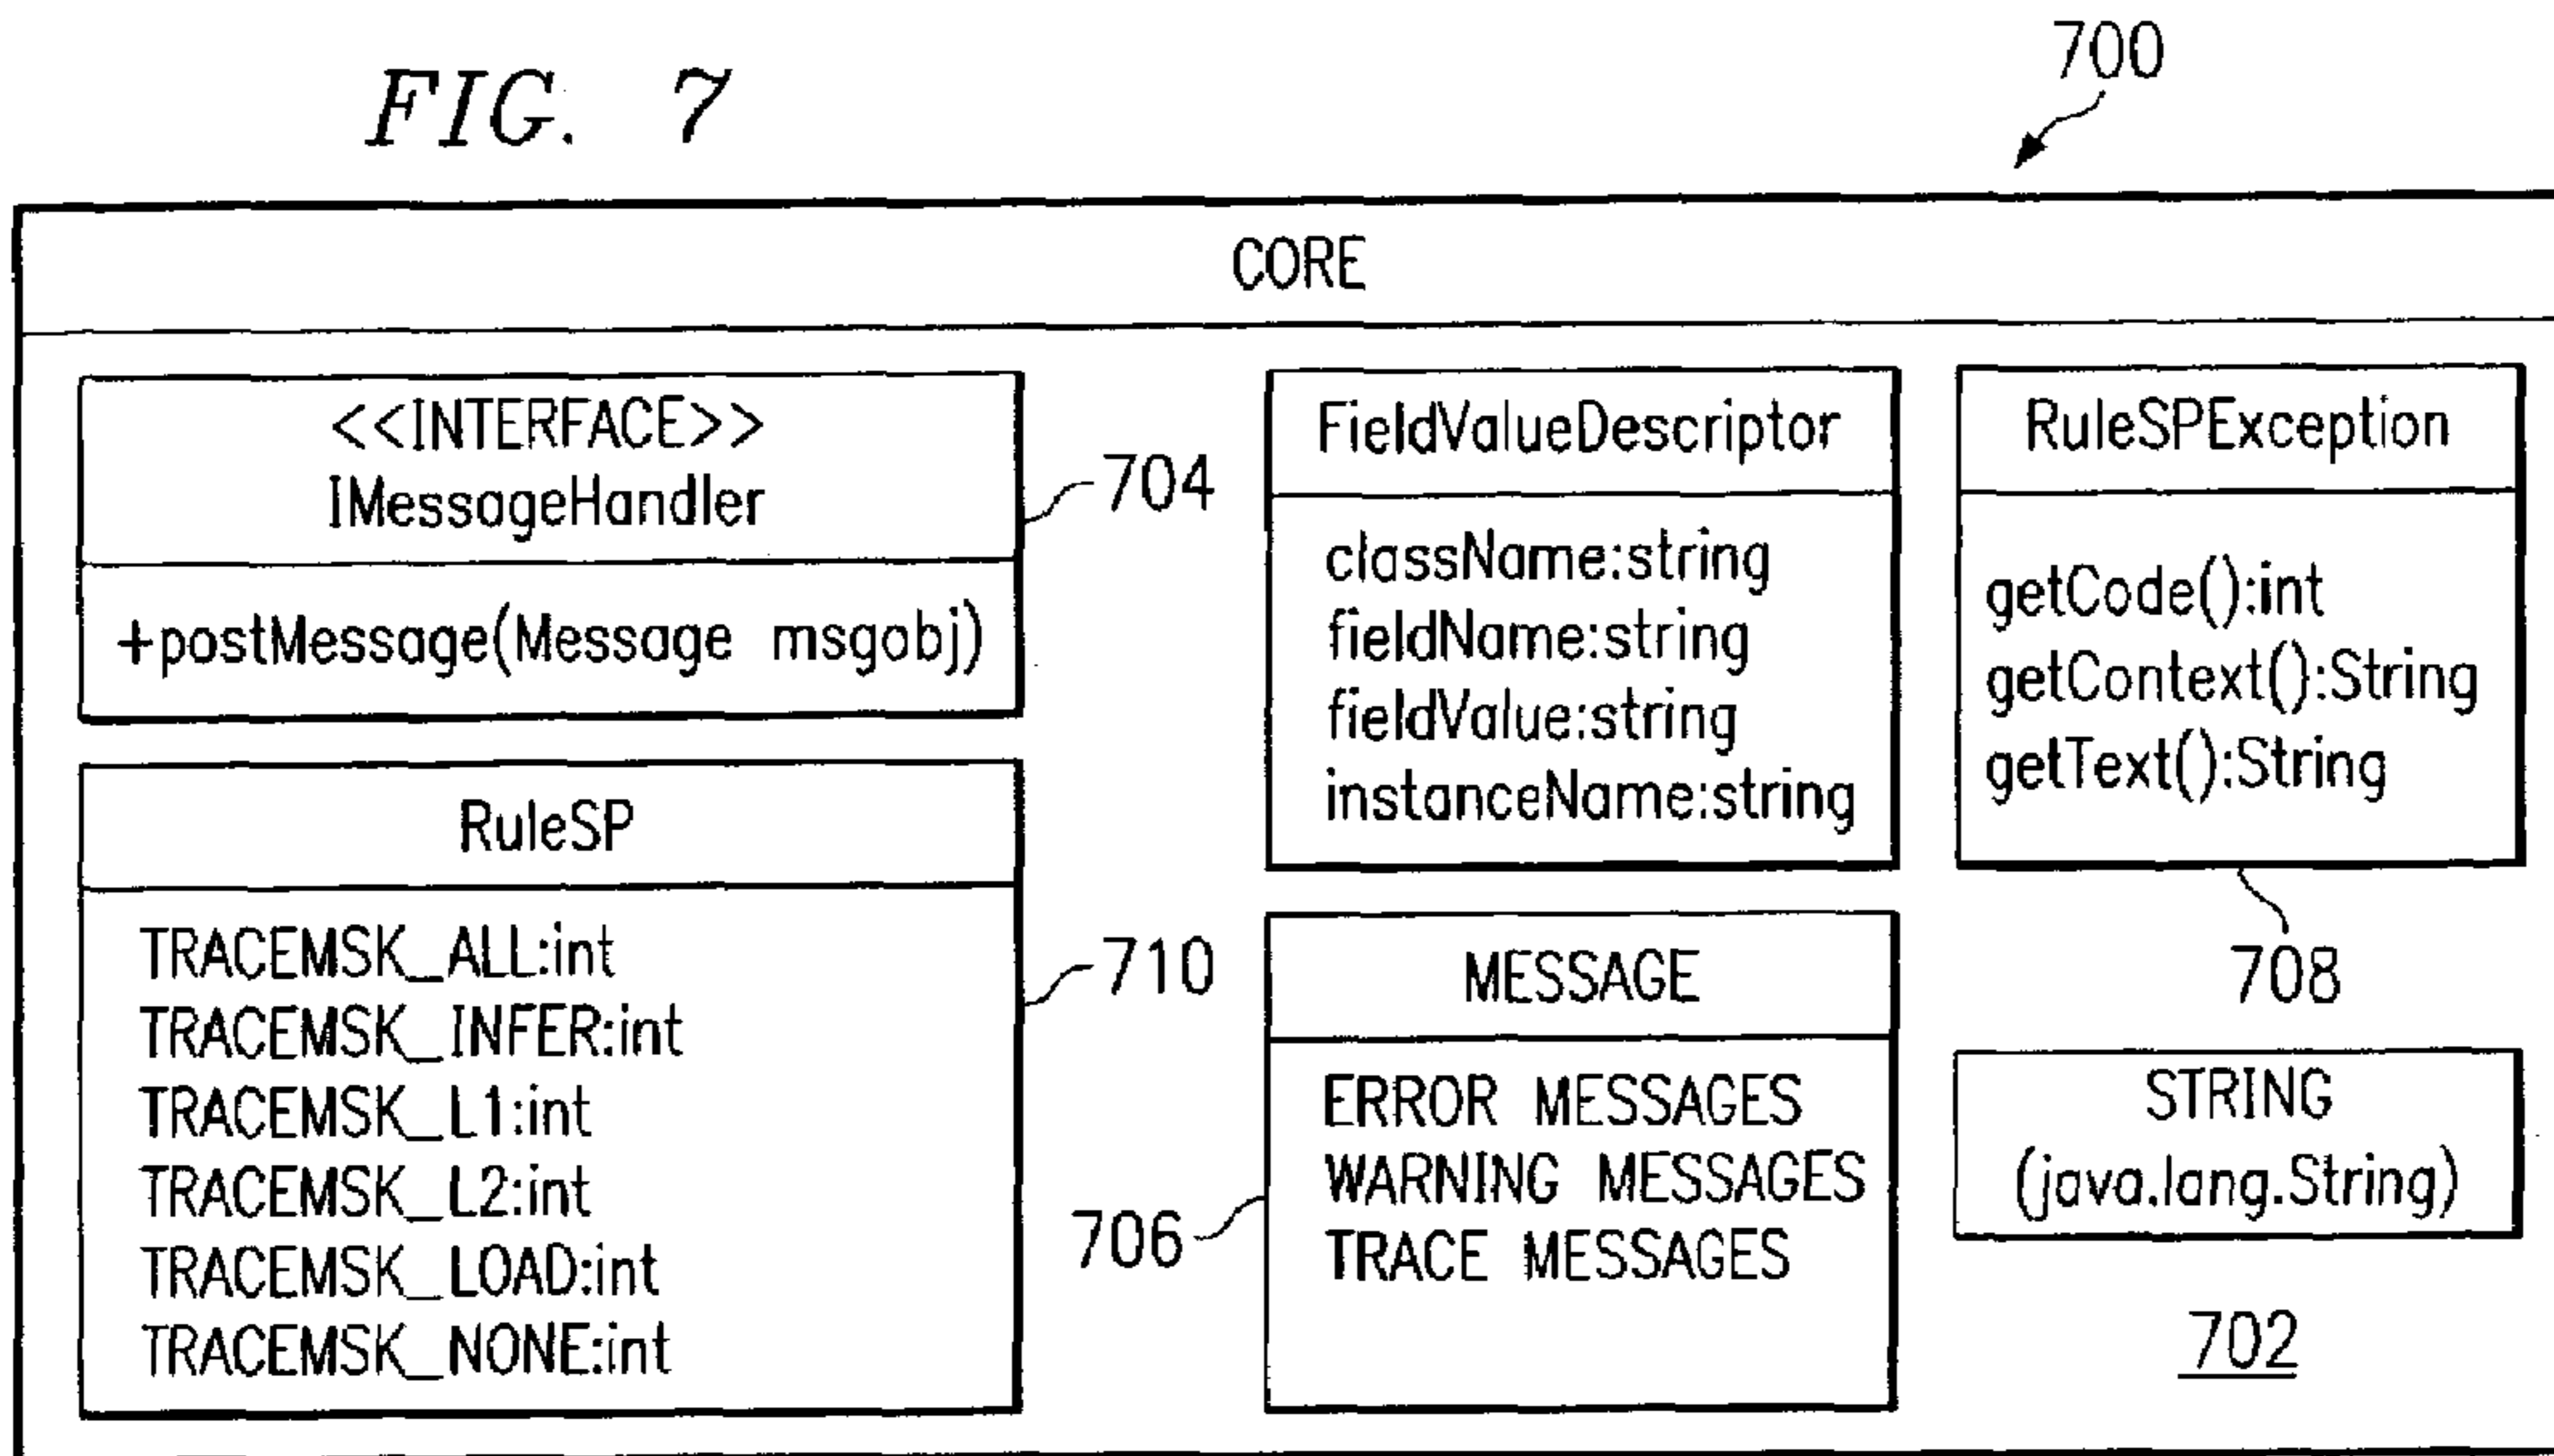 FIG. 7
700
CORE
<<INTERFACE>>
IMessageHandler
+postMessage(Message msgobj)
704
RuleSP
TRACEMSK_ALL:int
TRACEMSK_INFER:int
TRACEMSK_L1:int
TRACEMSK_L2:int
TRACEMSK_LOAD:int
TRACEMSK_NONE:int
710
FieldValueDescriptor
className:string
fieldName:string
fieldValue:string
instanceName:string
RuleSPException
getCode():int
getContext():String
getText():String
708
MESSAGE
ERROR MESSAGES
WARNING MESSAGES
TRACE MESSAGES
706
STRING
(java.lang.String)
702